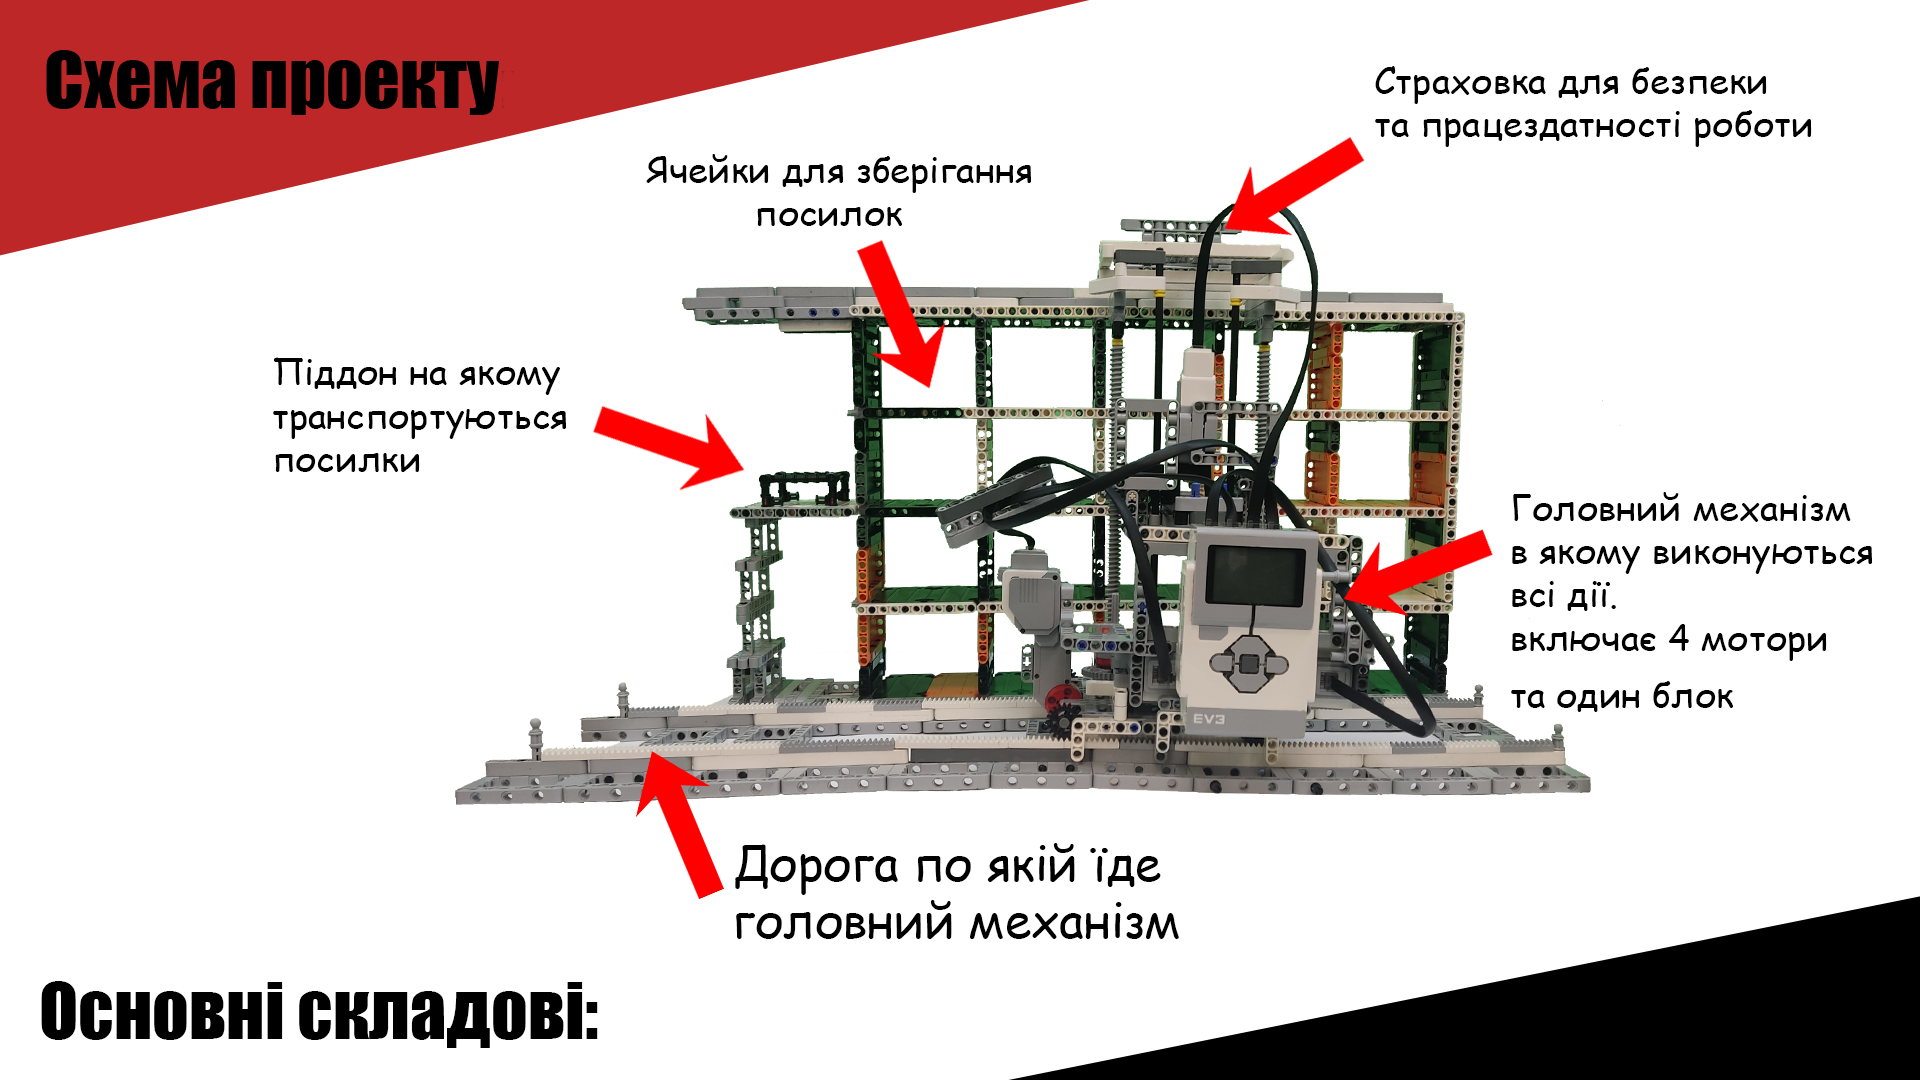 Схема проекту
Страховка для безпеки
та працездатності роботи
Ячейки для зберігання
посилок
Піддон на якому
транспортуються
посилки
Головний механізм
в якому виконуються
всі дії.
включає 4 мотори
та один блок
EV3
Дорога по якій їде
головний механізм
Основні складові: